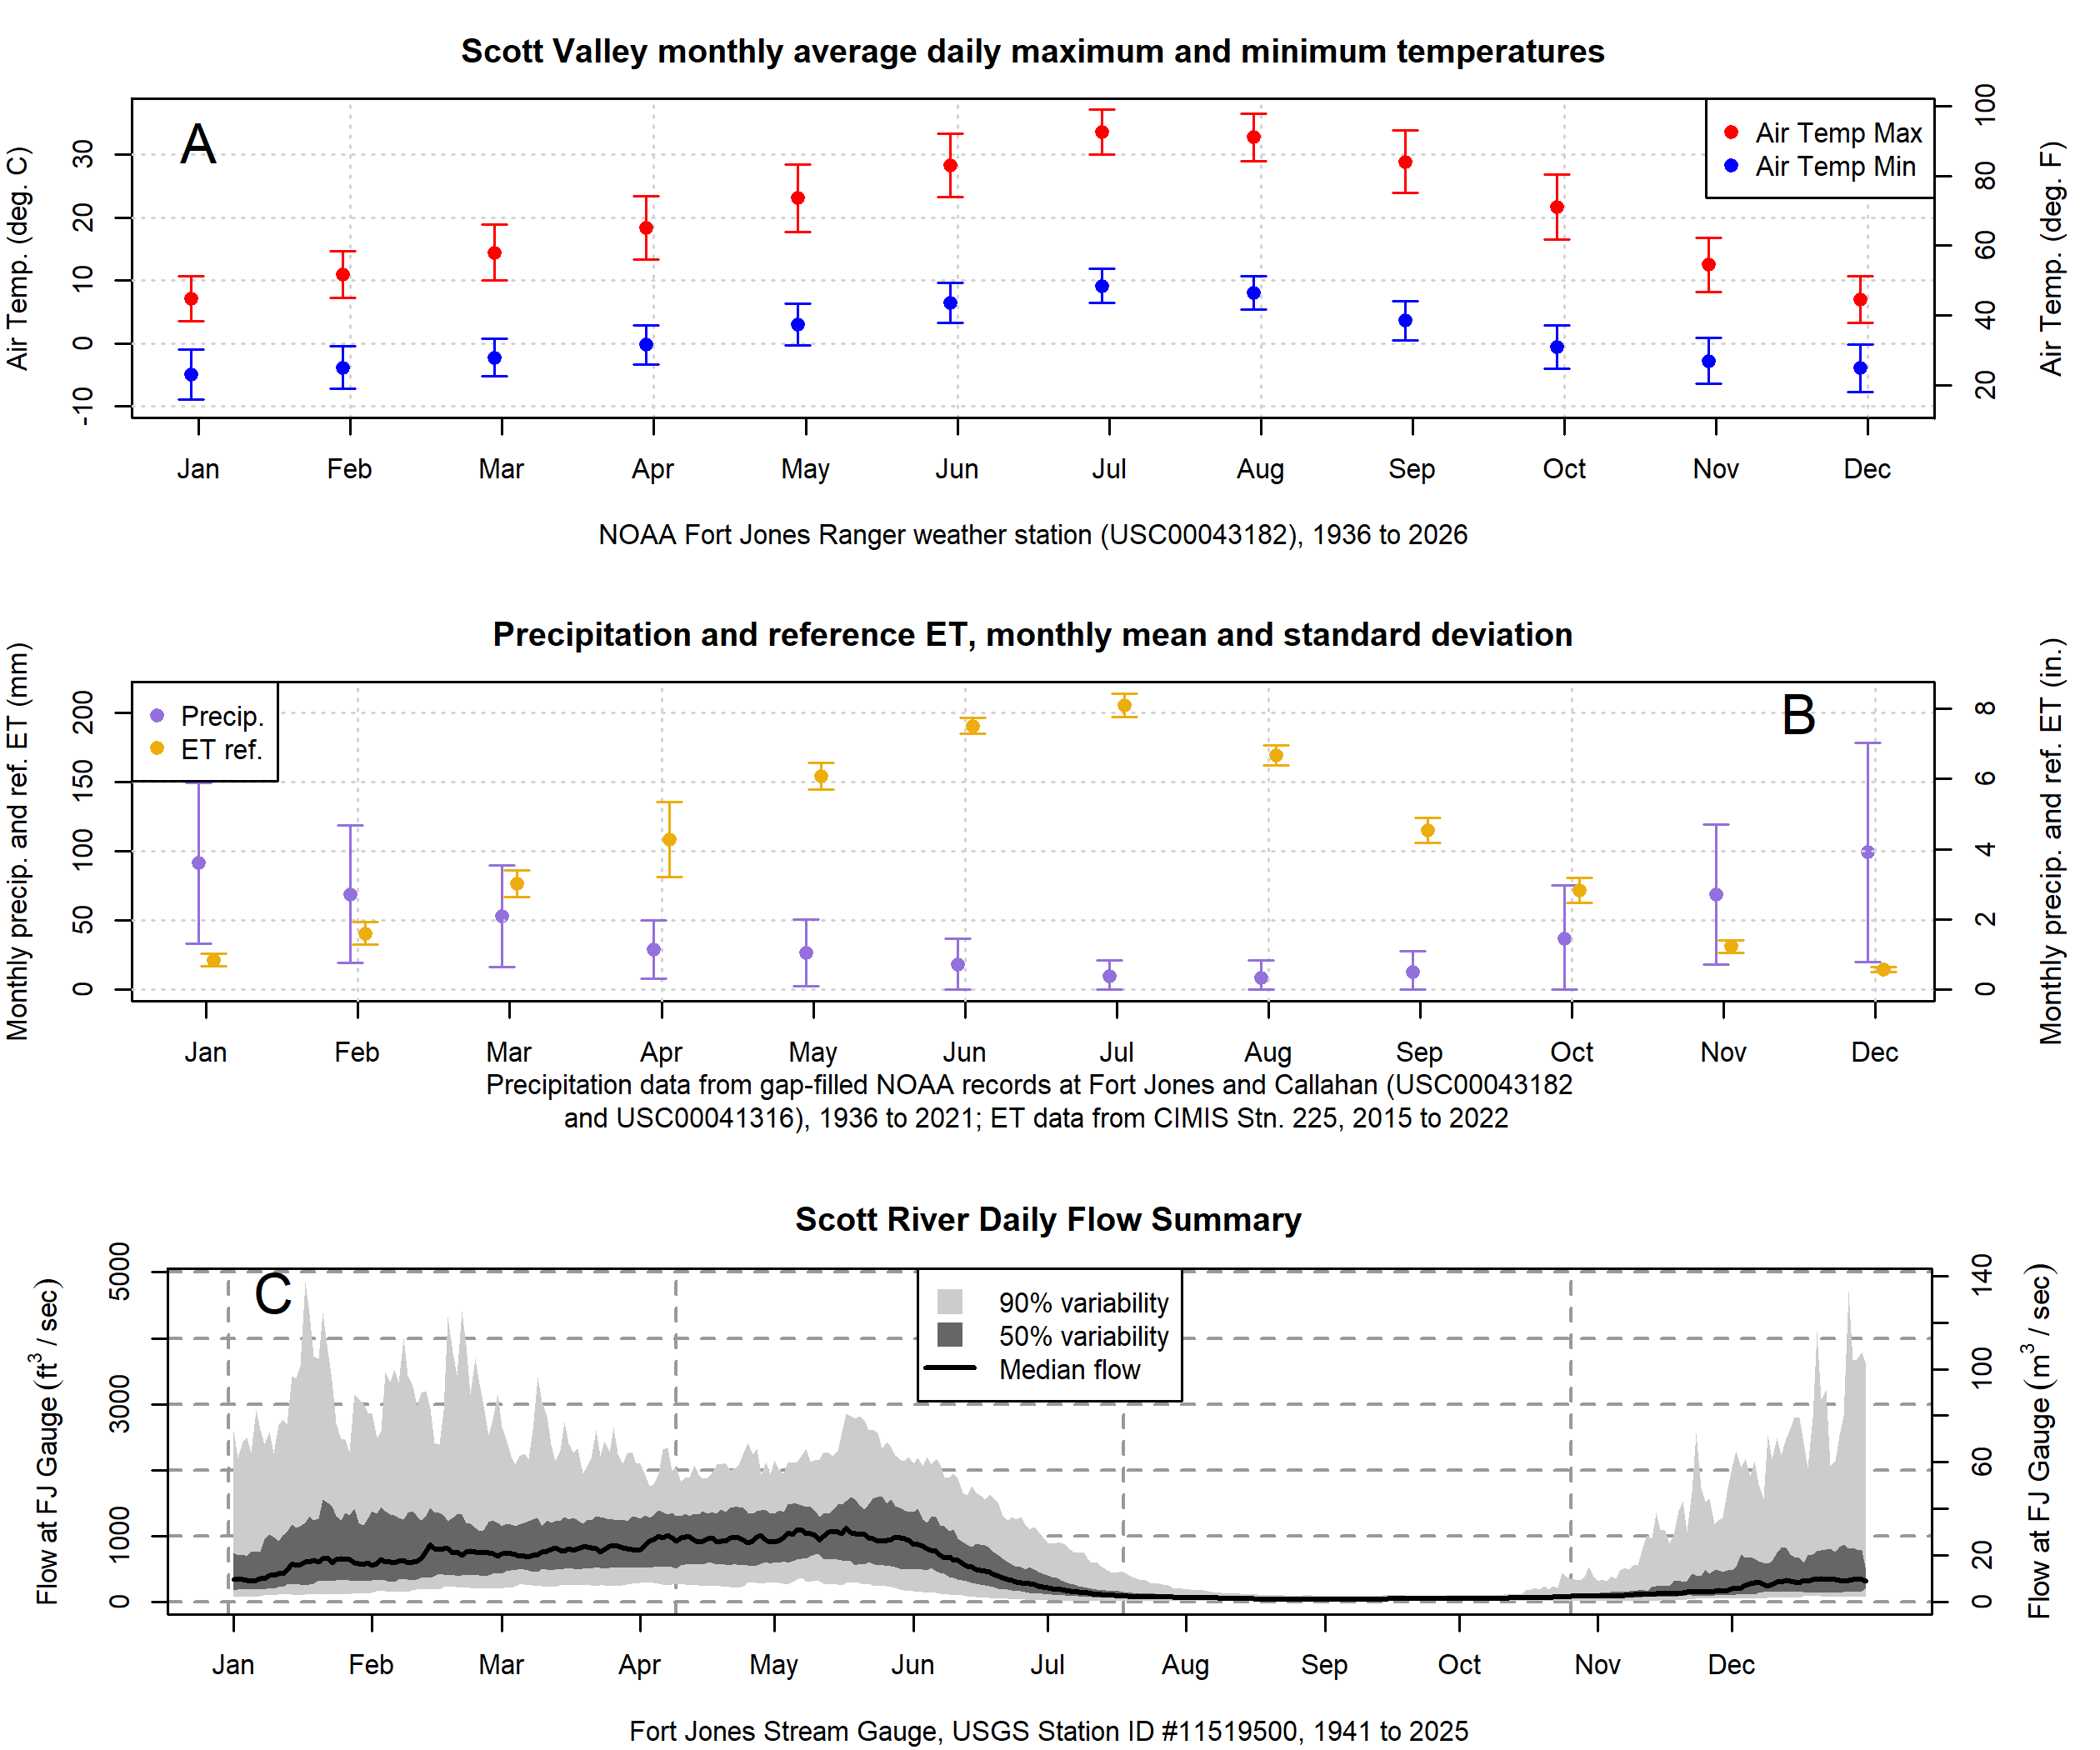 Scott Valley monthly average daily maximum and minimum temperatures
A
Air Temp Max
Air Temp Min
Air Temp. (deg. C)
-10 0 10 20 30
Air Temp. (deg. F)
20 40 60 80 100
Jan Feb Mar Apr May Jun Jul Aug Sep Oct Nov Dec
NOAA Fort Jones Ranger weather station (USC00043182), 1936 to 2026
Precipitation and reference ET, monthly mean and standard deviation
Precip.
ET ref.
B
Monthly precip. and ref. ET (mm)
0 50 100 150 200
Monthly precip. and ref. ET (in.)
0 2 4 6 8
Jan Feb Mar Apr May Jun Jul Aug Sep Oct Nov Dec
Precipitation data from gap-filled NOAA records at Fort Jones and Callahan (USC00043182
and USC00041316), 1936 to 2021; ET data from CIMIS Stn. 225, 2015 to 2022
Scott River Daily Flow Summary
C
90% variability
50% variability
Median flow
Flow at FJ Gauge (ft³ / sec)
0 1000 3000 5000
Flow at FJ Gauge (m³ / sec)
0 20 60 100 140
Jan Feb Mar Apr May Jun Jul Aug Sep Oct Nov Dec
Fort Jones Stream Gauge, USGS Station ID #11519500, 1941 to 2025